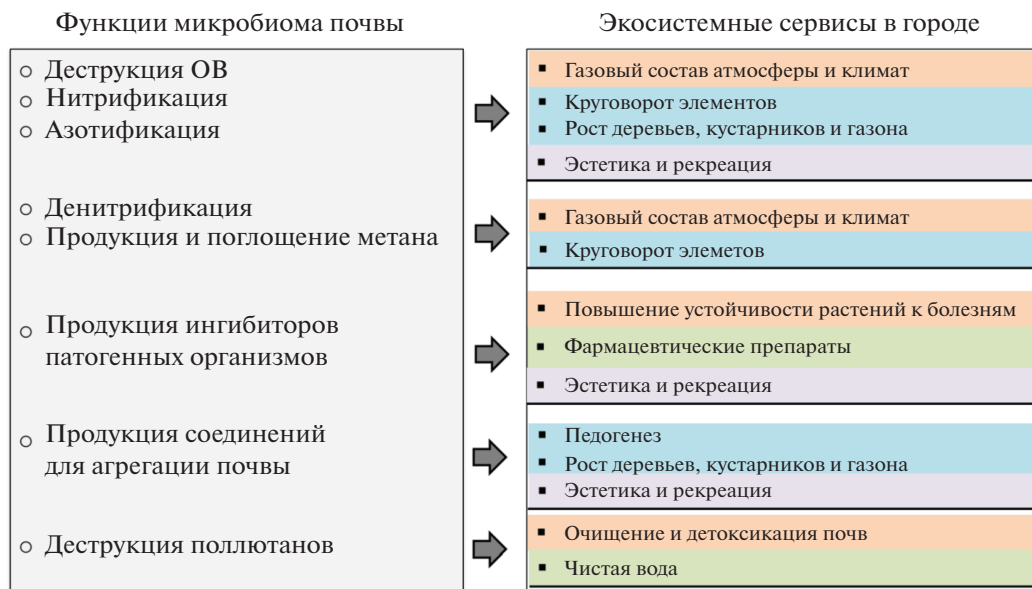 Функции микробиома почвы
Экосистемные сервисы в городе
Деструкция ОВ
Нитрификация
Азотификация
Газовый состав атмосферы и климат
Круговорот элементов
Рост деревьев, кустарников и газона
Эстетика и рекреация
Денитрификация
Продукция и поглощение метана
Газовый состав атмосферы и климат
Круговорот элеметов
Продукция ингибиторов
патогенных организмов
Повышение устойчивости растений к болезням
Фармацевтические препараты
Эстетика и рекреация
Продукция соединений
для агрегации почвы
Педогенез
Рост деревьев, кустарников и газона
Эстетика и рекреация
Деструкция поллютанов
Очищение и детоксикация почв
Чистая вода